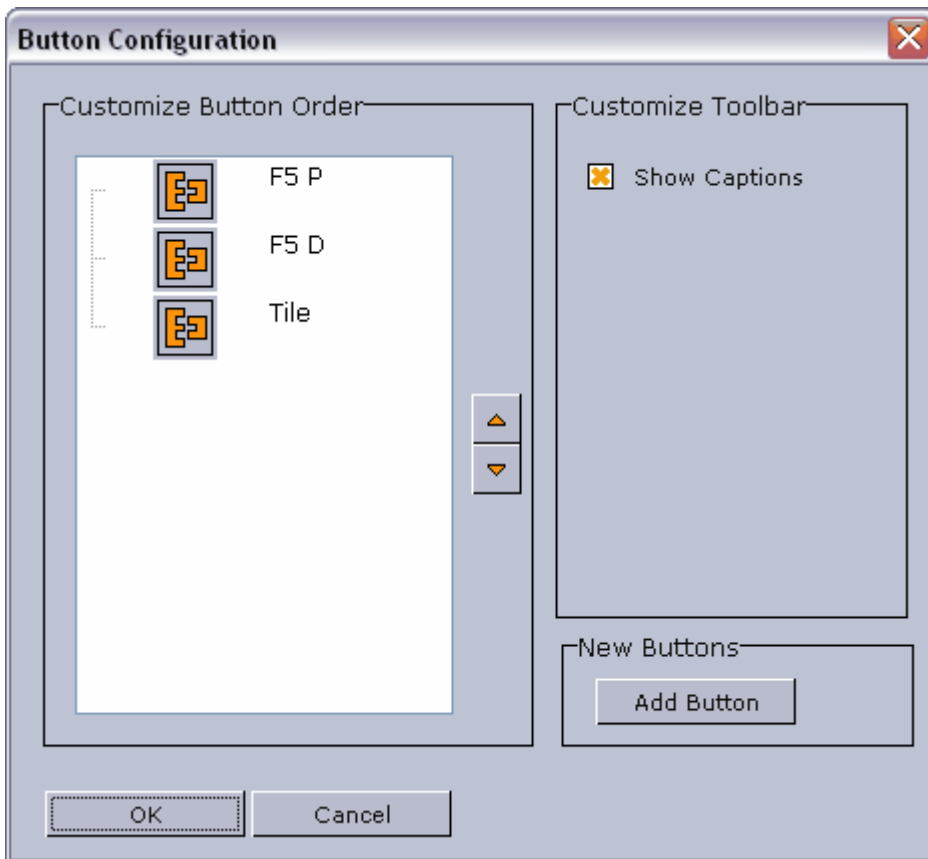 Button Configuration
Customize Button Order
F5 P
F5 D
Tile
Customize Toolbar
Show Captions
New Buttons
Add Button
OK
Cancel